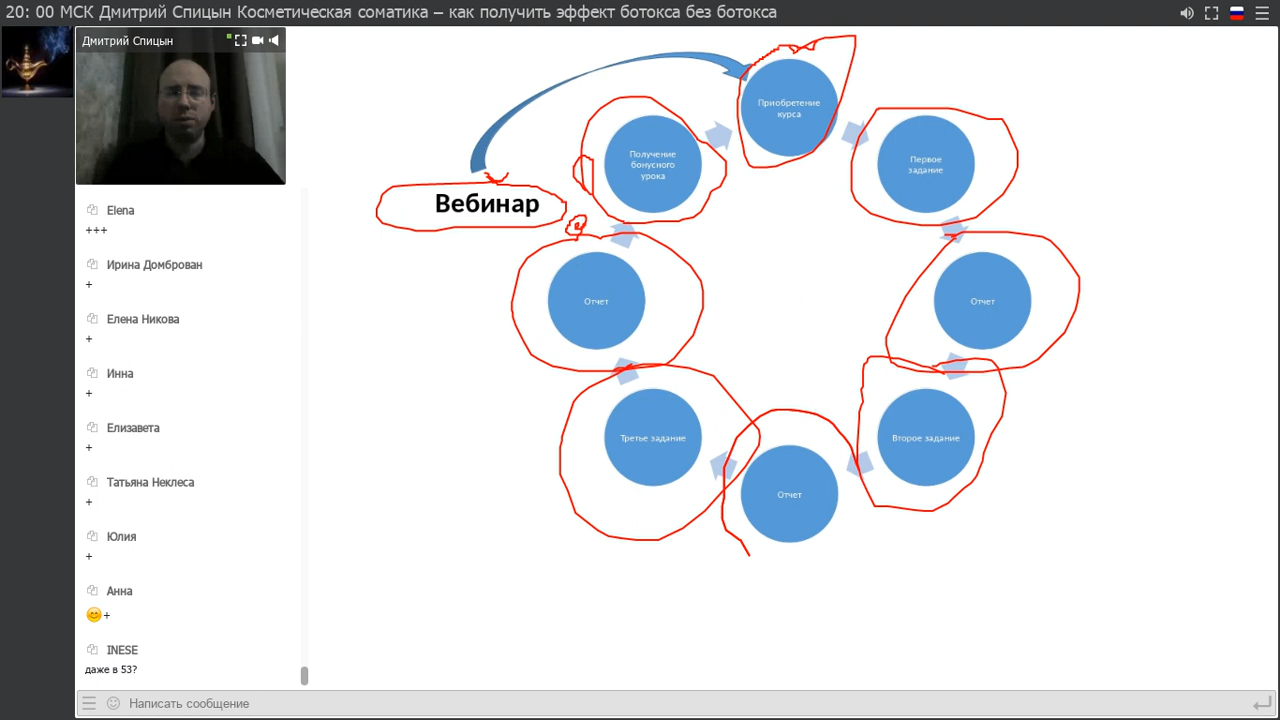 20: 00 МСК Дмитрий Спицын Косметическая соматика – как получить эффект ботокса без ботокса
Дмитрий Спицын
Elena
+++
Ирина Домброван
+
Елена Никова
+
Инна
+
Елизавета
+
Татьяна Неклеса
+
Юлия
+
Анна
😊+
INESE
даже в 53?
Написать сообщение
Вебинар
Приобретение
курса
Первое
задание
Отчет
Второе задание
Отчет
Третье задание
Отчет
Получение
бонусного
урока